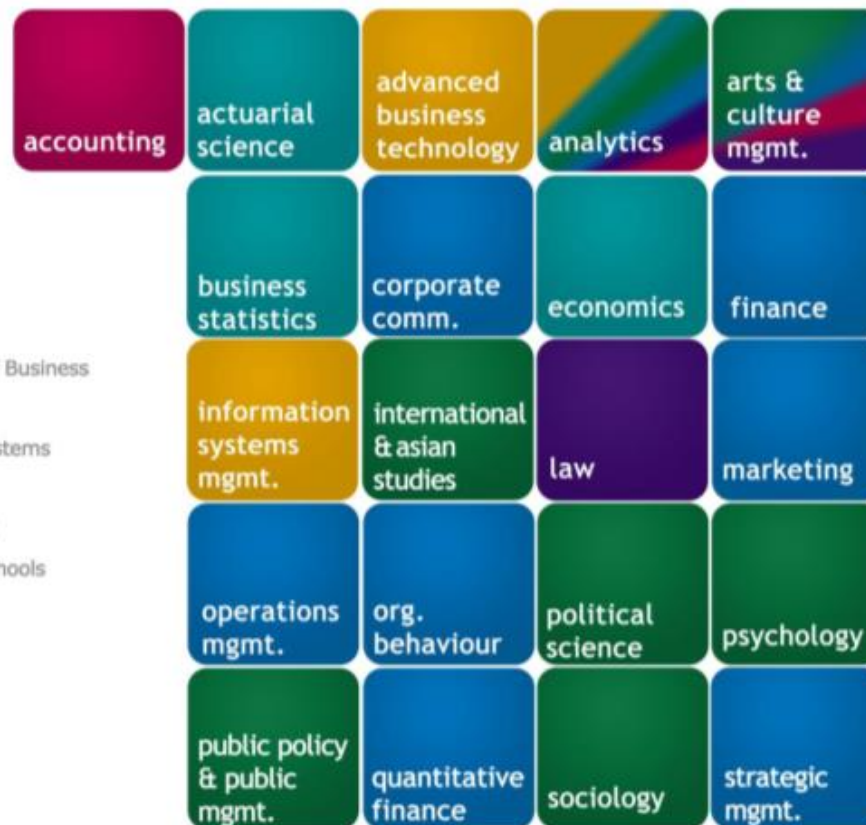 accounting
actuarial
science
advanced
business
technology
analytics
arts &
culture
mgmt.
business
statistics
corporate
comm.
economics
finance
Business
information
systems
mgmt.
international
& asian
studies
law
marketing
operations
mgmt.
org.
behaviour
political
science
psychology
public policy
& public
mgmt.
quantitative
finance
sociology
strategic
mgmt.